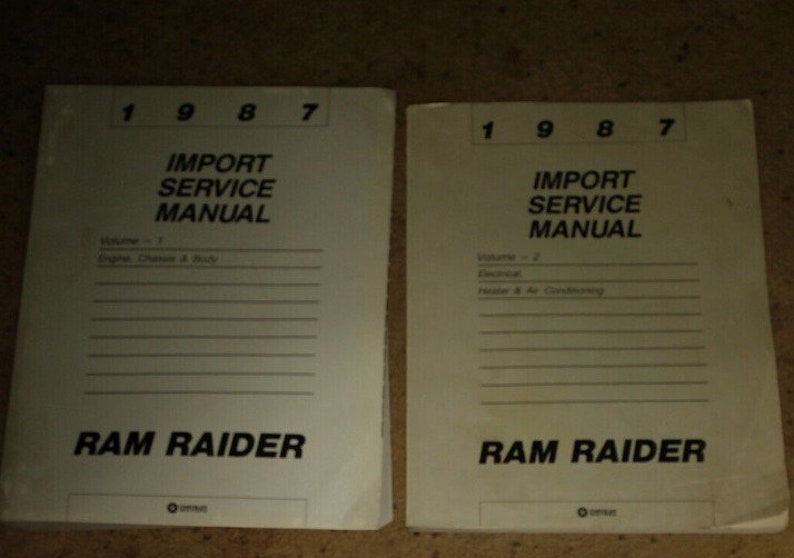 1 9 8 7
IMPORT
SERVICE
MANUAL
Volume - 1
Engine, Chassis & Body
RAM RAIDER
1 9 8 7
IMPORT
SERVICE
MANUAL
Volume - 2
Electrical,
Heater & Air Conditioning
RAM RAIDER